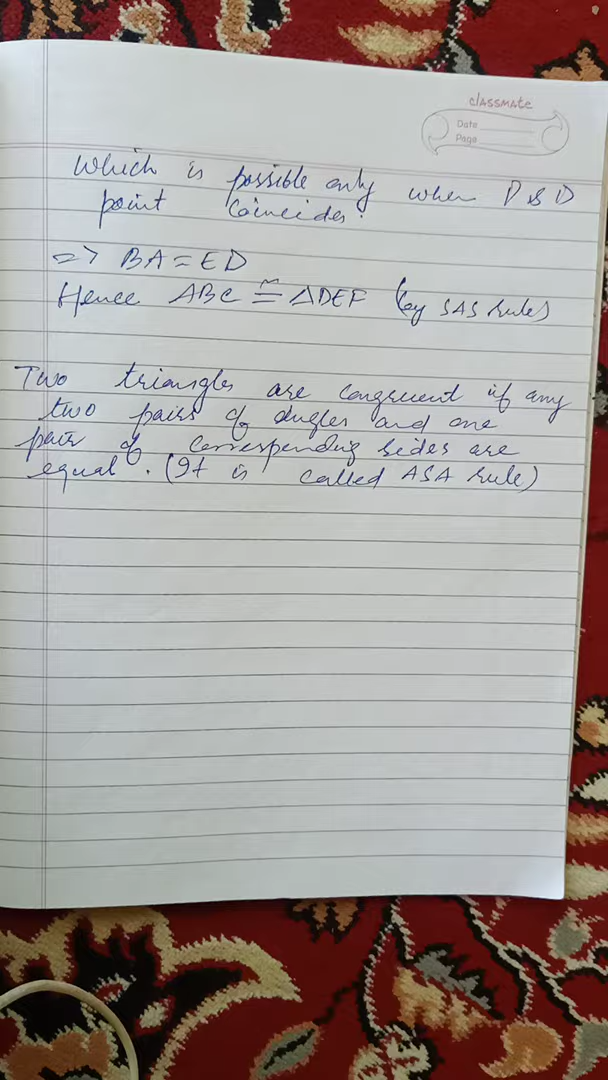 classmate
Date
Page
Which is possible only when P & D
point coincides.
=> BA = ED
Hence ABC ≅ △DEF (by SAS rule)
Two triangles are congruent if any
two pairs of angles and one
pair of corresponding sides are
equal. (It is called ASA rule)